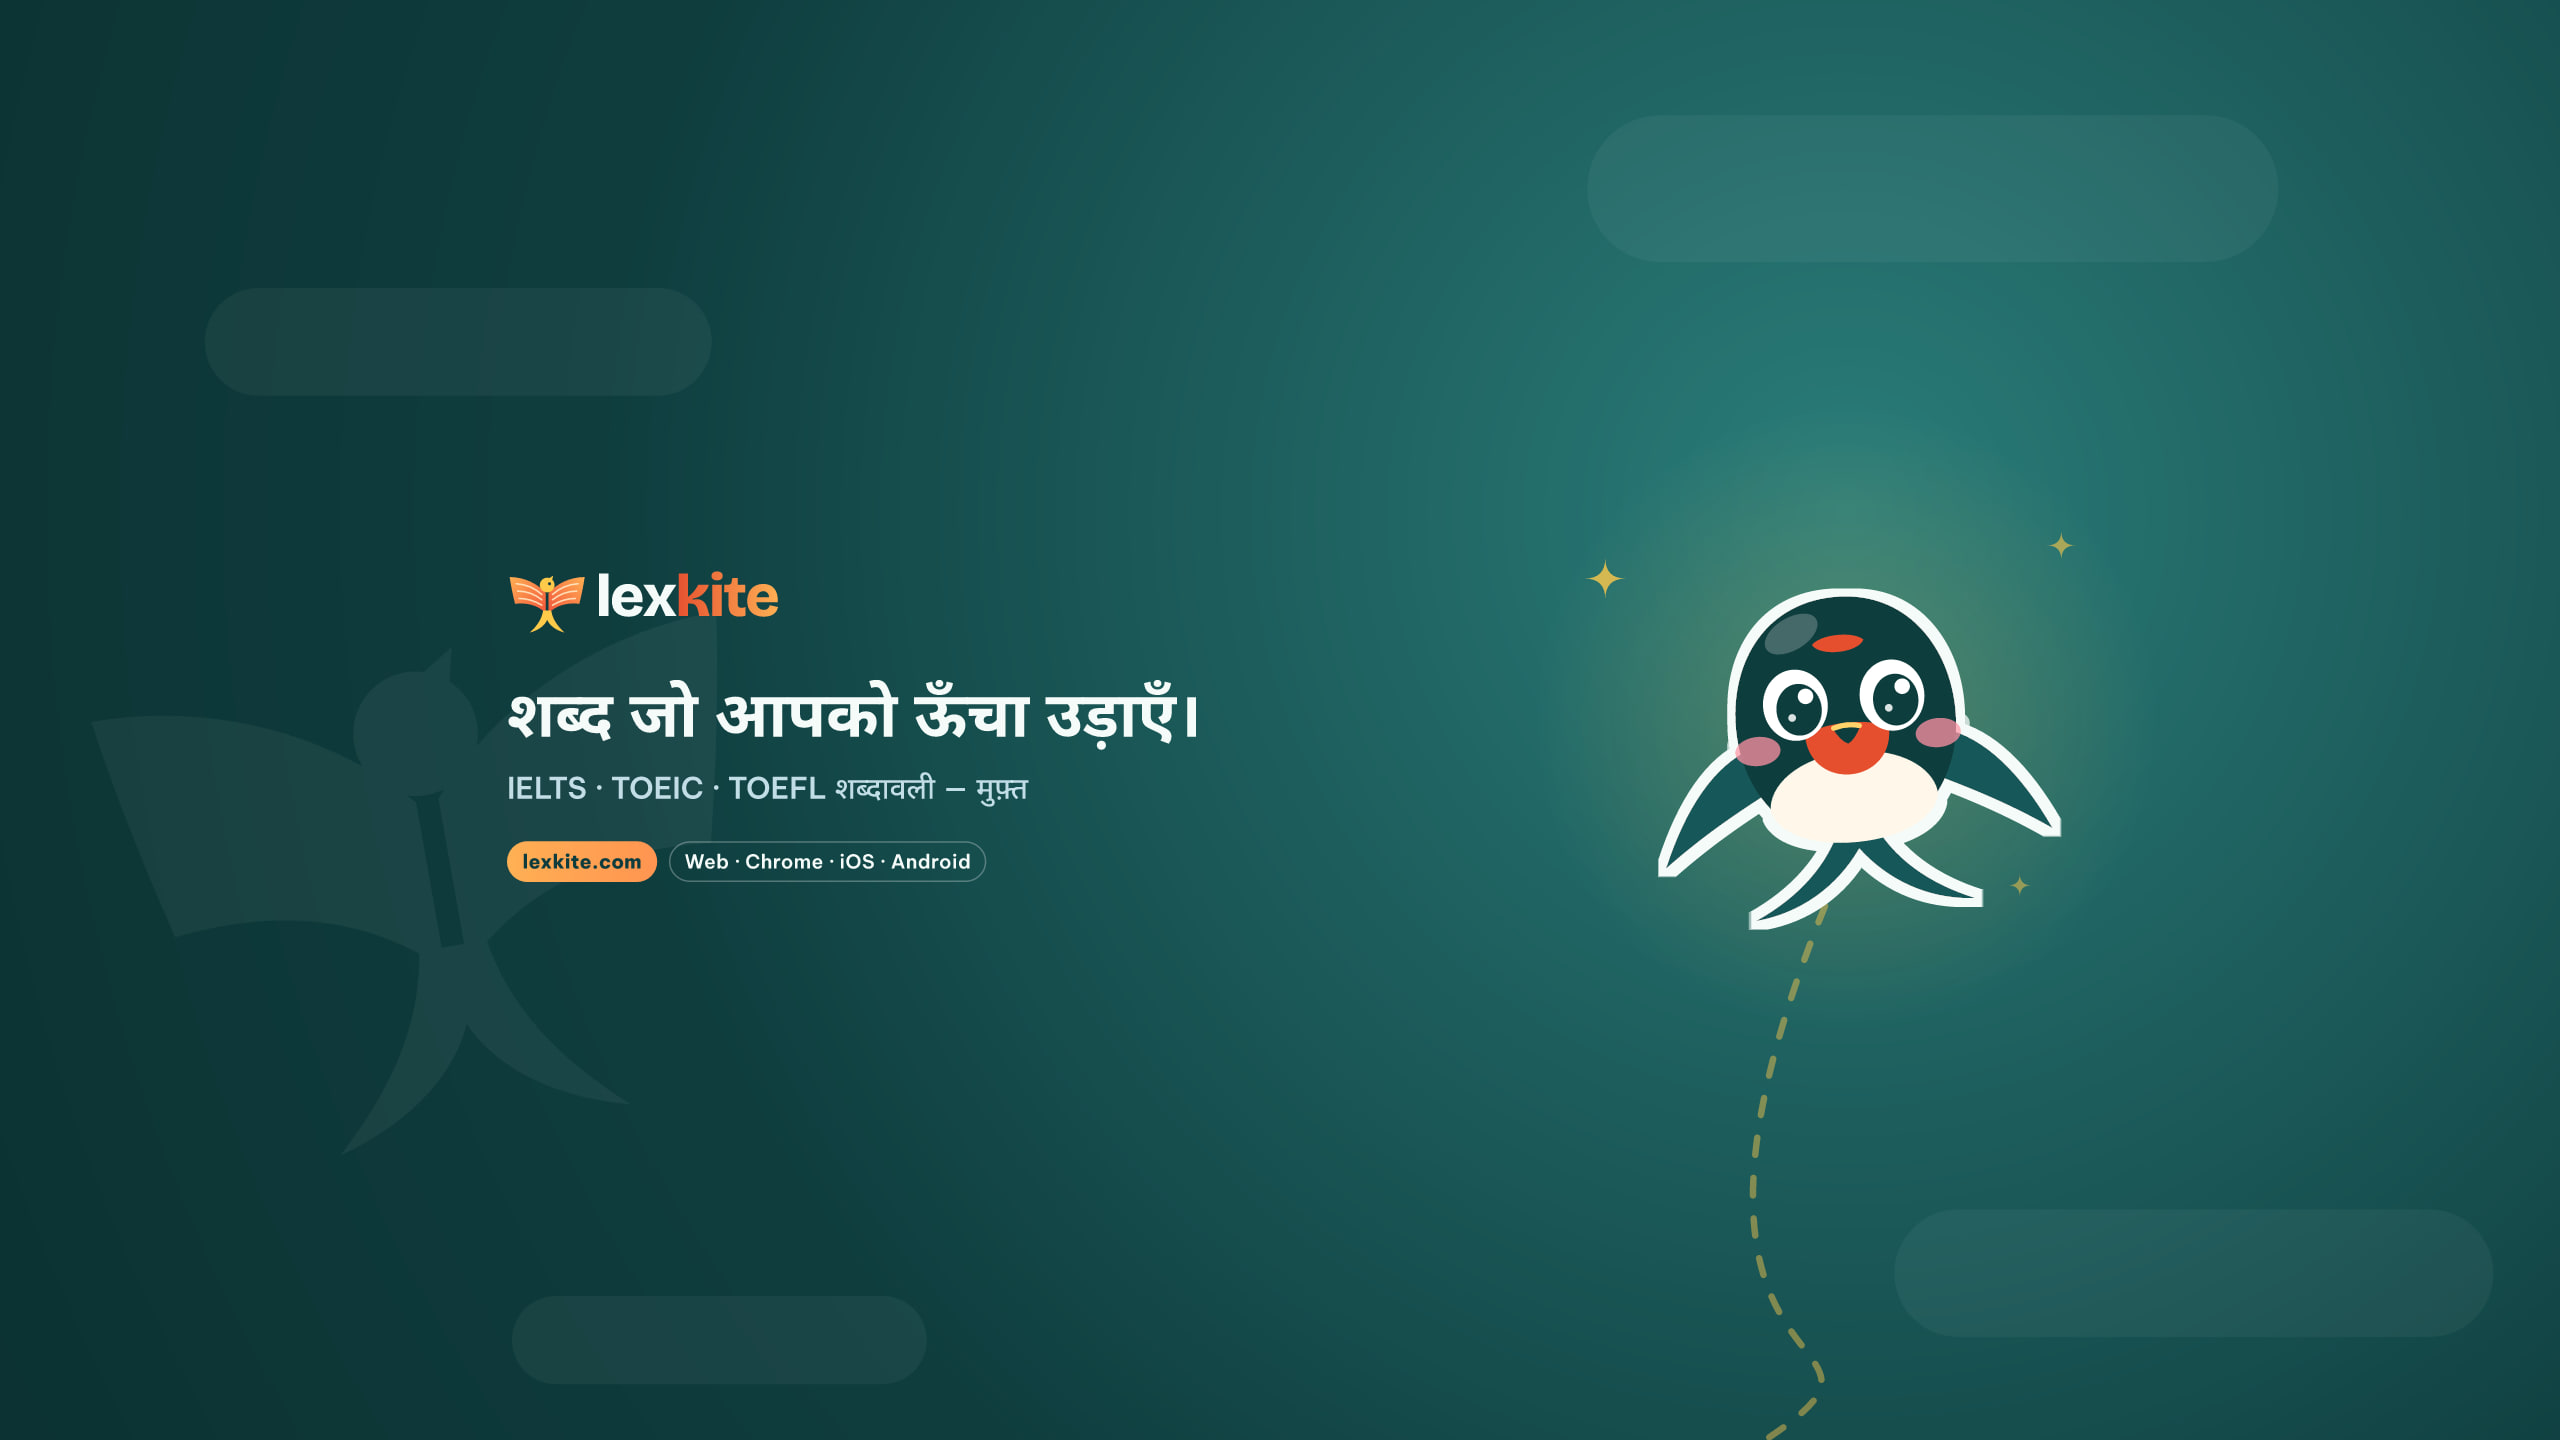 lexkite
शब्द जो आपको ऊँचा उड़ाएँ।
IELTS · TOEIC · TOEFL शब्दावली — मुफ़्त
lexkite.com
Web · Chrome · iOS · Android